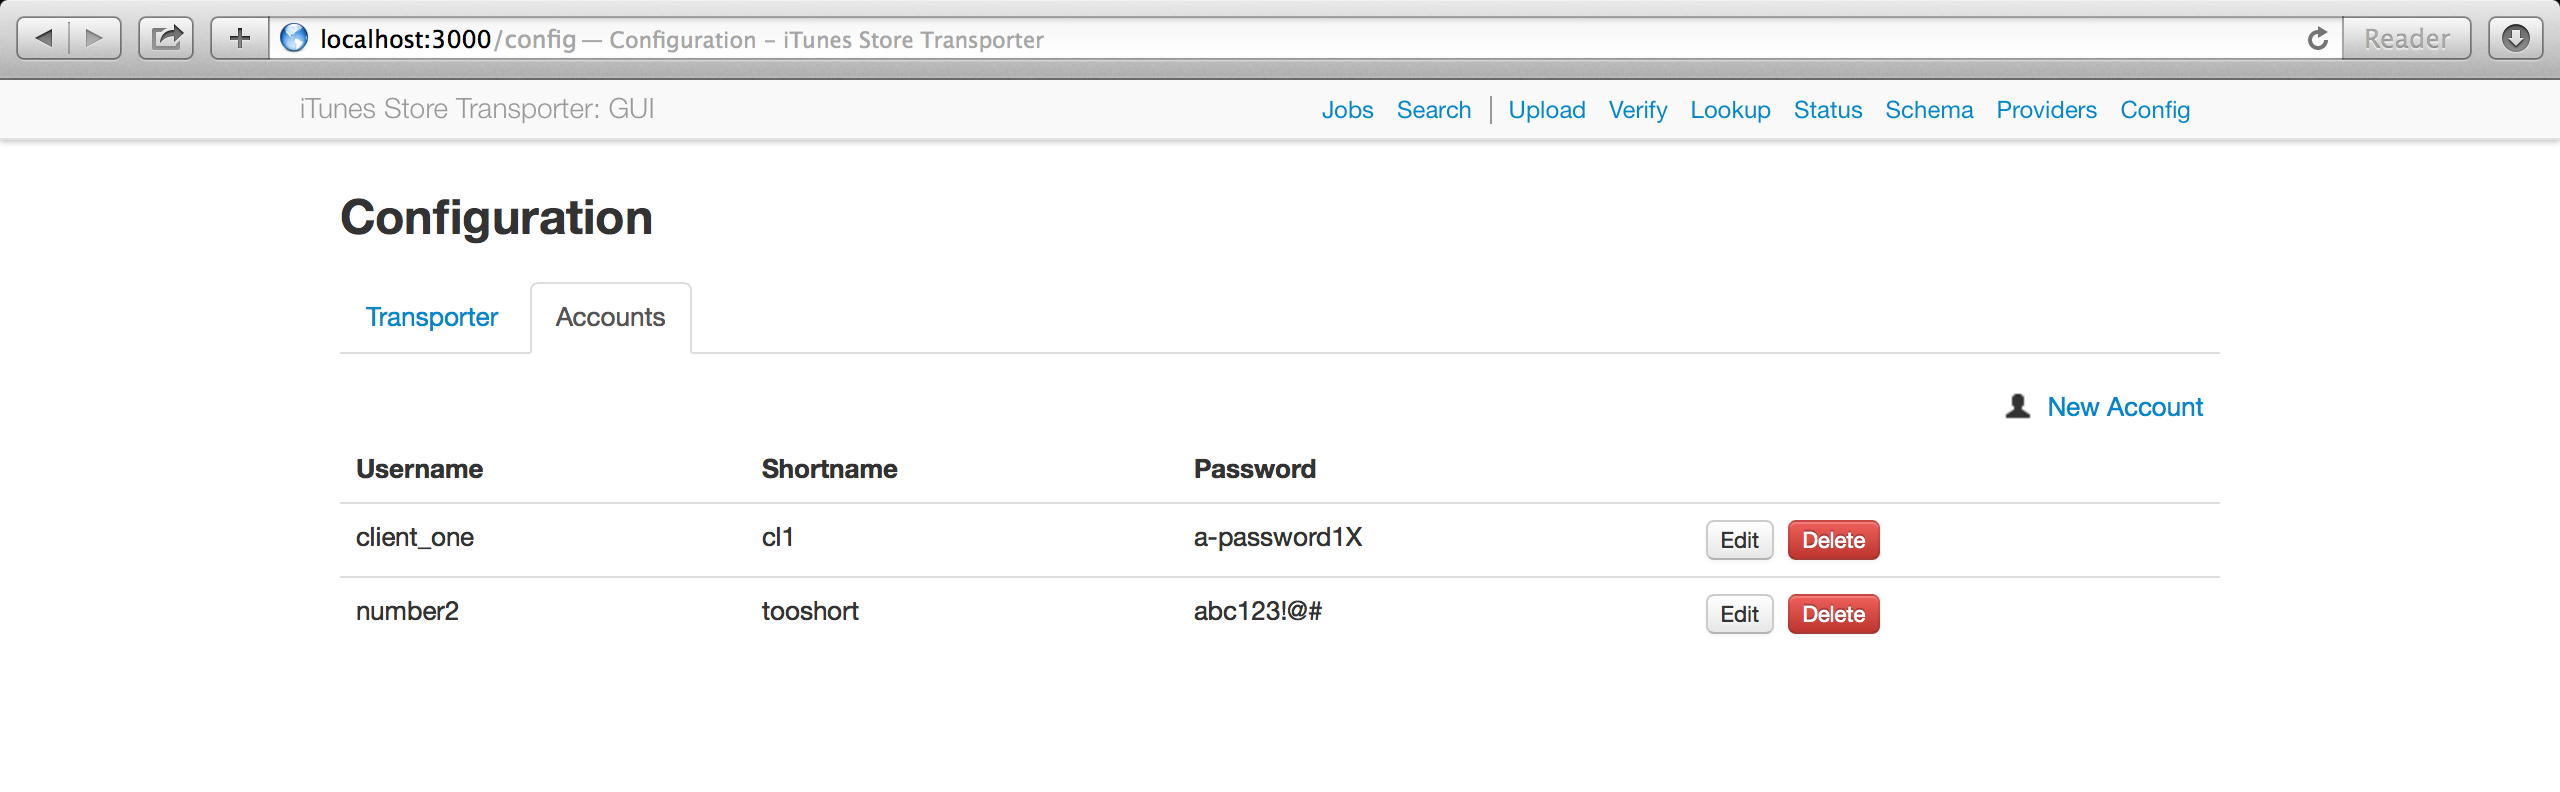 localhost:3000/config — Configuration – iTunes Store Transporter Reader
iTunes Store Transporter: GUI Jobs Search Upload Verify Lookup Status Schema Providers Config
Configuration
Transporter Accounts
New Account
Username Shortname Password
client_one cl1 a-password1X Edit Delete
number2 tooshort abc123!@# Edit Delete